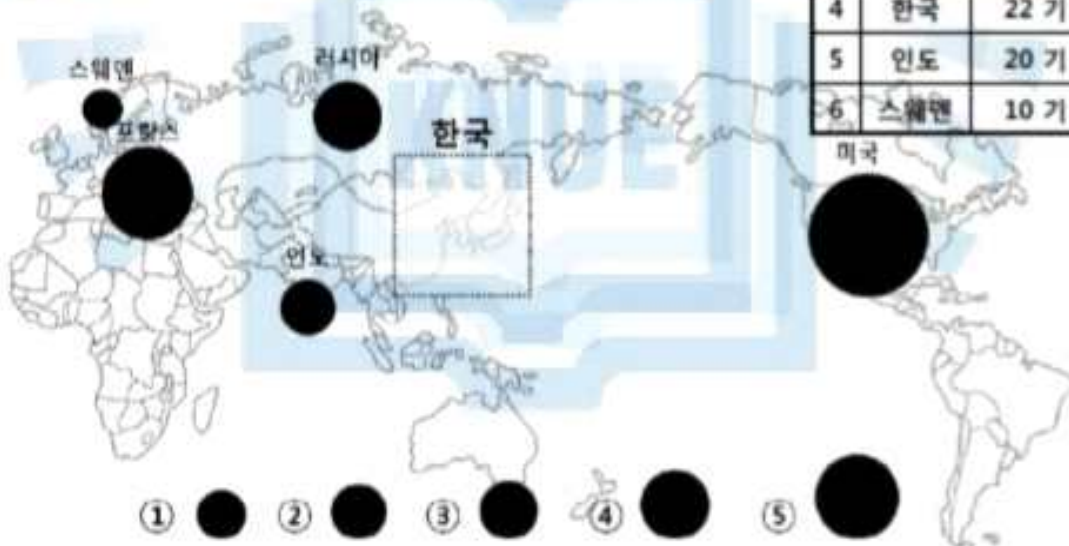 4 한국 22 기
5 인도 20 기
6 스웨덴 10 기
스웨덴
러시아
프랑스
한국
미국
인도
KNUE
① ② ③ ④ ⑤